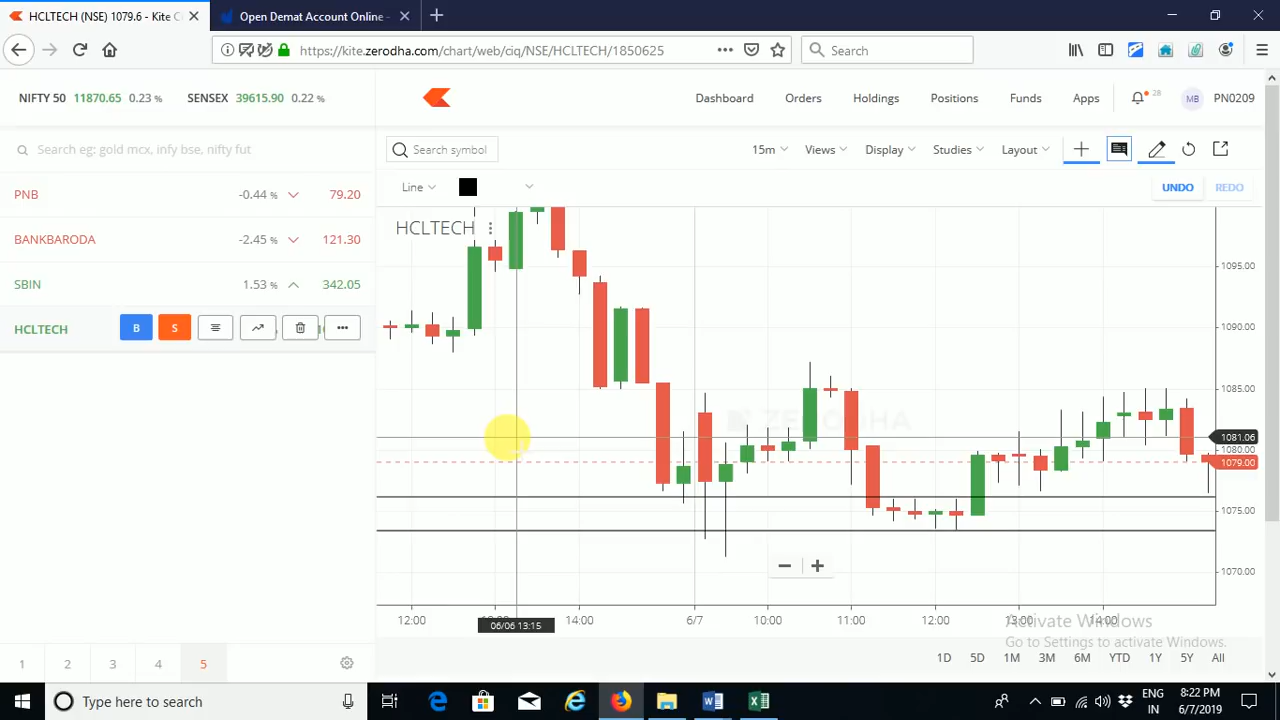 HCLTECH (NSE) 1079.6 - Kite C
Open Demat Account Online -
https://kite.zerodha.com/chart/web/ciq/NSE/HCLTECH/1850625
Search
NIFTY 50 11870.65 0.23 % SENSEX 39615.90 0.22 %
Dashboard Orders Holdings Positions Funds Apps 28 MB PN0209
Search eg: gold mcx, infy bse, nifty fut
Search symbol 15m Views Display Studies Layout
Line UNDO REDO
PNB -0.44 % 79.20
BANKBARODA -2.45 % 121.30
SBIN 1.53 % 342.05
HCLTECH B S
HCLTECH
ZERODHA
1095.00
1090.00
1085.00
1081.06
1080.00
1079.00
1075.00
1070.00
12:00 14:00 6/7 10:00 11:00 12:00 13:00 14:00
06/06 13:15
Activate Windows
Go to Settings to activate Windows.
1D 5D 1M 3M 6M YTD 1Y 5Y All
1 2 3 4 5
Type here to search
ENG
IN
8:22 PM
6/7/2019